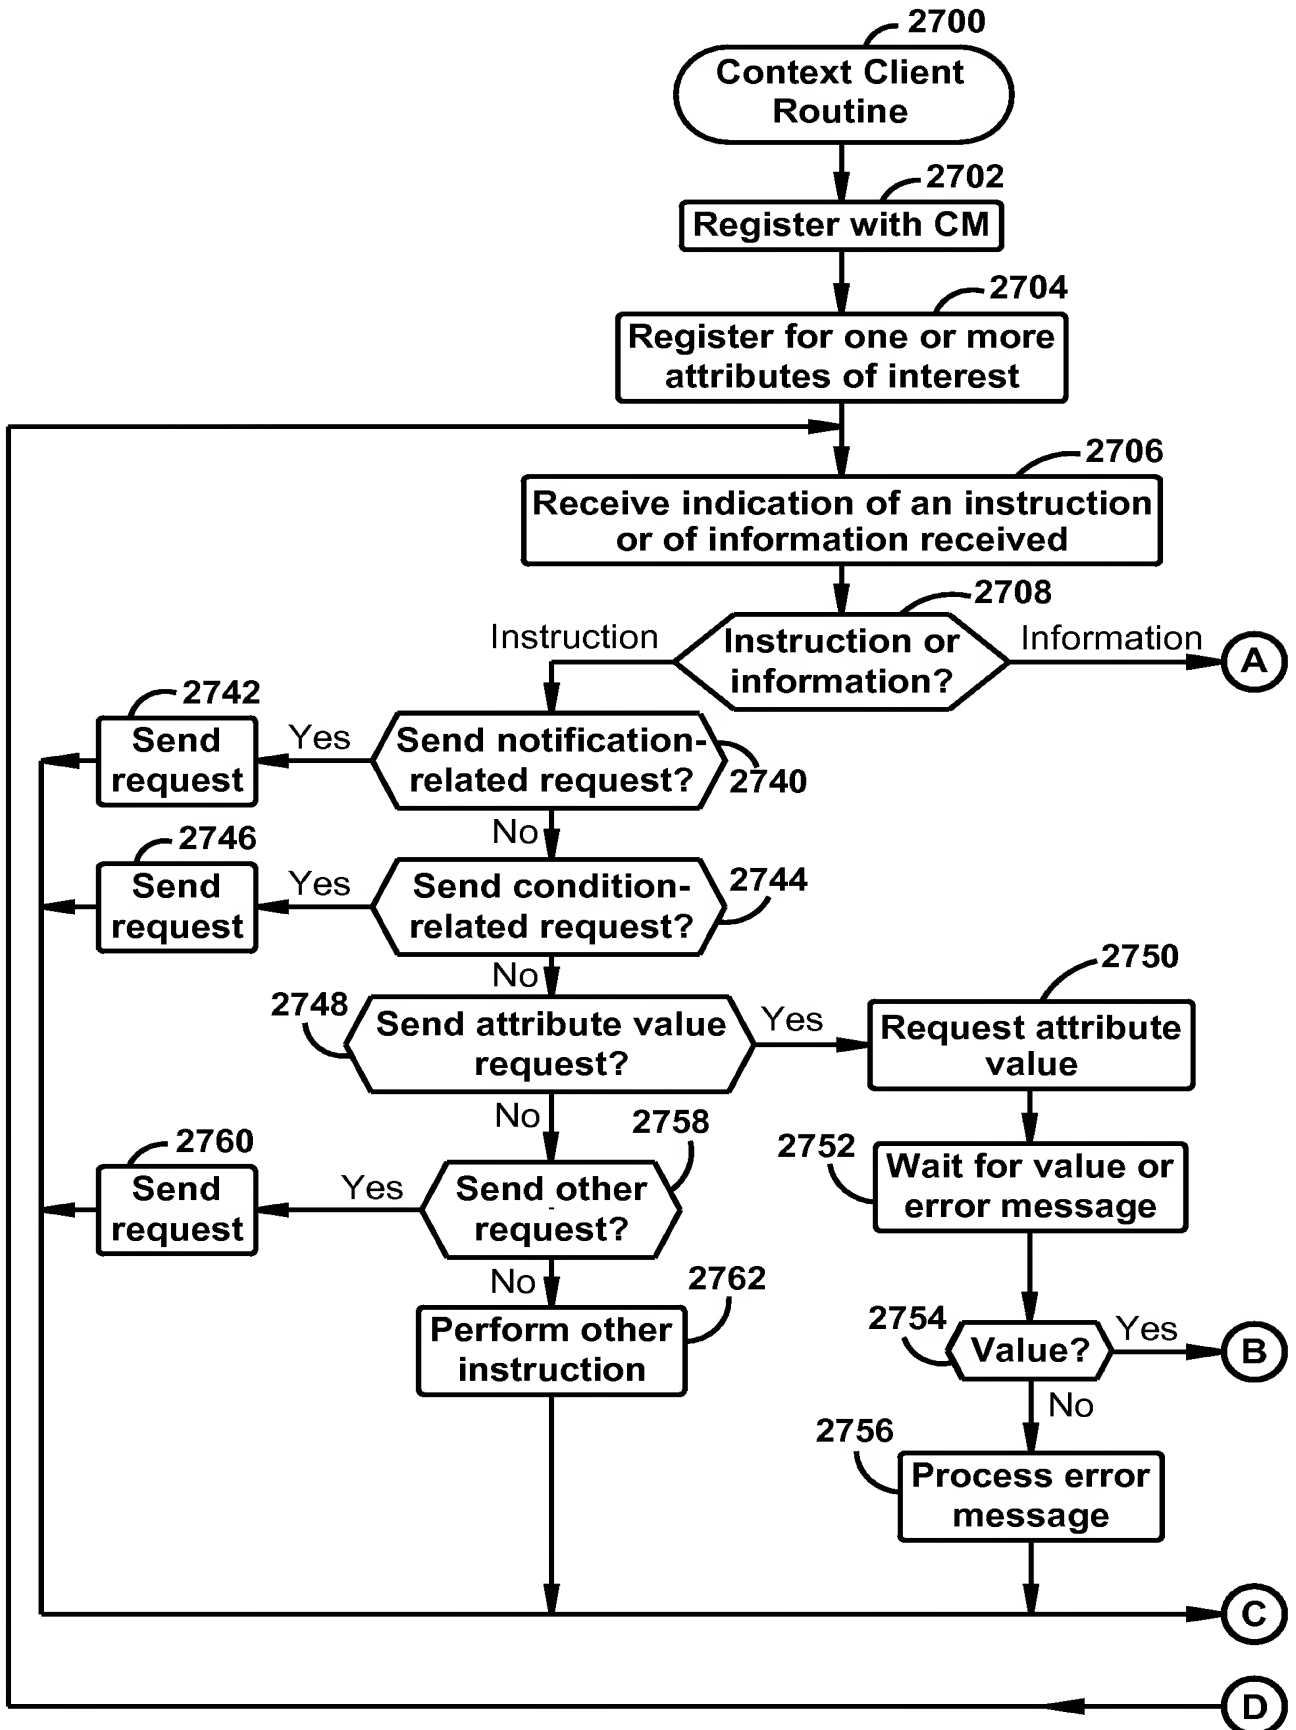 2700
Context Client
Routine
2702
Register with CM
2704
Register for one or more
attributes of interest
2706
Receive indication of an instruction
or of information received
2708
Instruction or
information?
Instruction
Information
A
2740
Send notification-
related request?
Yes
2742
Send
request
No
2744
Send condition-
related request?
Yes
2746
Send
request
No
2748
Send attribute value
request?
Yes
2750
Request attribute
value
2752
Wait for value or
error message
2754
Value?
Yes
B
No
2756
Process error
message
No
2758
Send other
request?
Yes
2760
Send
request
No
2762
Perform other
instruction
C
D